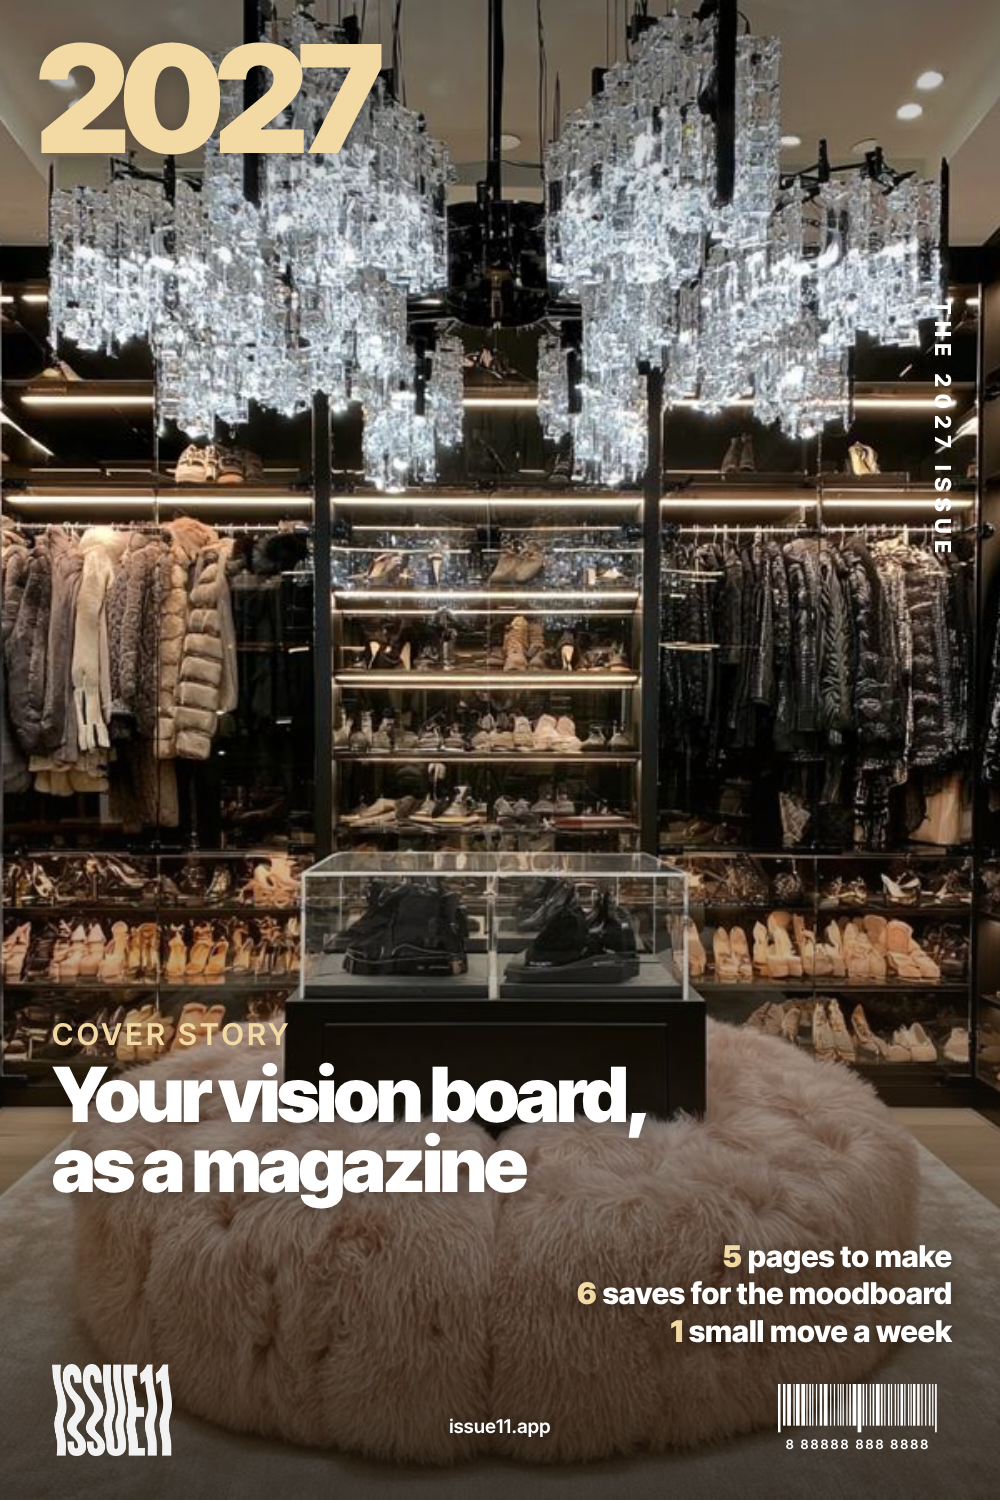 2027
THE 2027 ISSUE
COVER STORY
Your vision board,
as a magazine
5 pages to make
6 saves for the moodboard
1 small move a week
ISSUE11
issue11.app
8 88888 888 8888